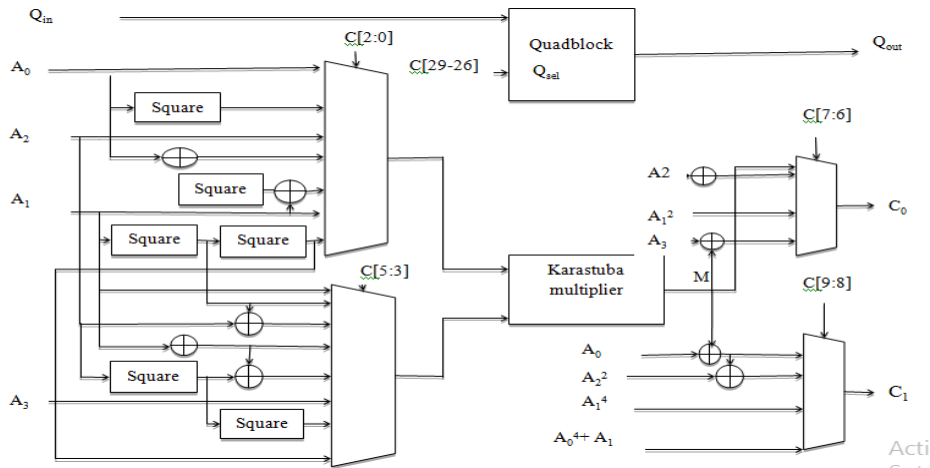 Qin
Quadblock
Qsel
Qout
C[2:0]
C[29-26]
A0
Square
A2
Square
A1
Square
Square
C[5:3]
Square
A3
Square
Karastuba
multiplier
M
C[7:6]
A2
A1²
A3
C0
C[9:8]
A0
A2²
A1⁴
A0⁴+ A1
C1
Acti